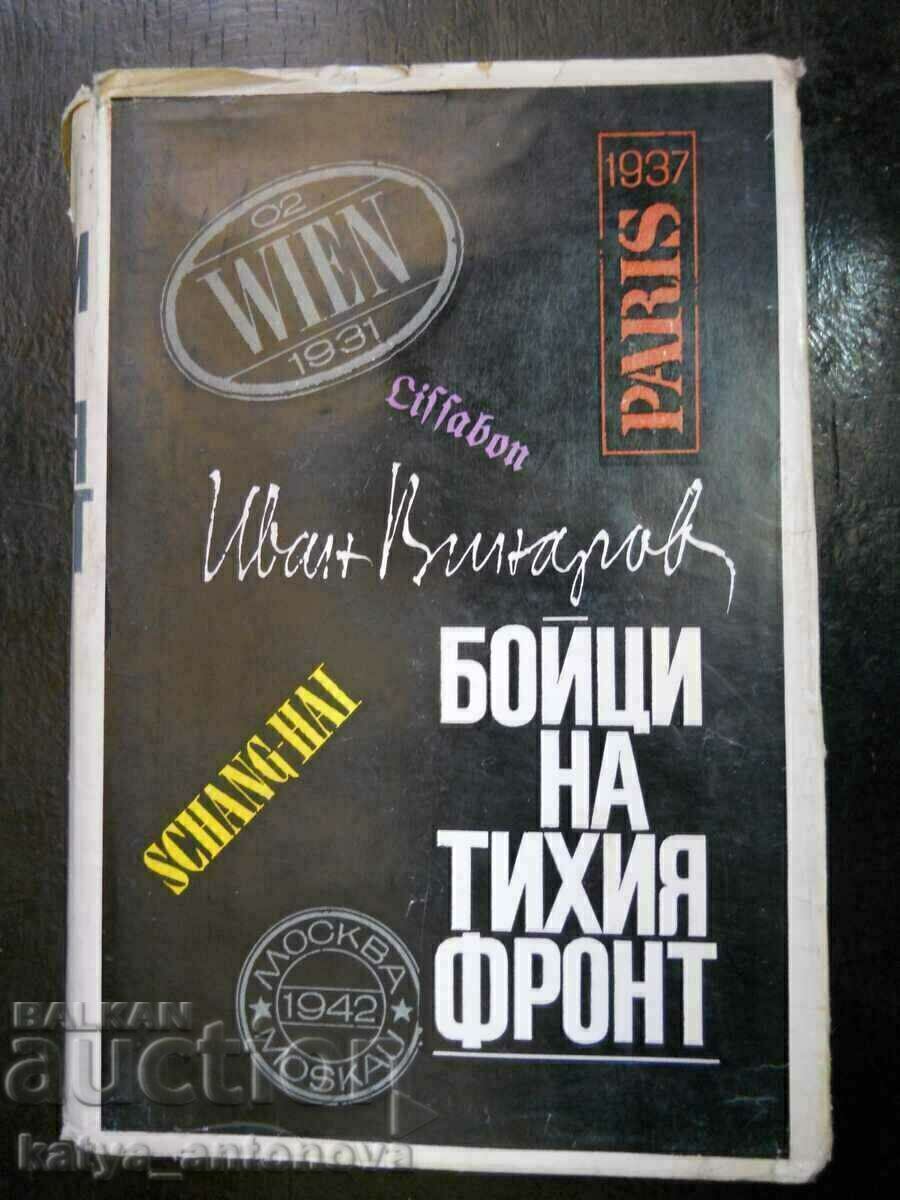 02
WIEN
1931
1937
PARIS
Lissabon
Иван Винаров
БОЙЦИ
НА
ТИХИЯ
ФРОНТ
SCHANG-HAI
МОСКВА
1942
MOSKAU
BALKAN
auction
katya_antonova